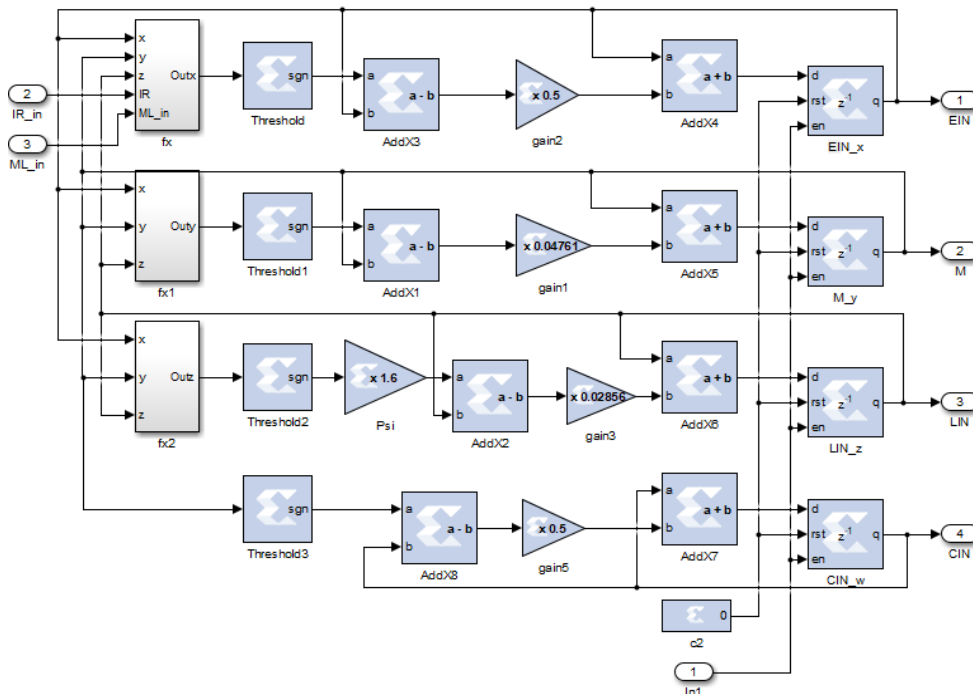 x
y
z
IR
ML_in
Outx
fx
2
IR_in
3
ML_in
sgn
Threshold
a
b
a - b
AddX3
x 0.5
gain2
a
b
a + b
AddX4
d
rst
en
z-1
q
EIN_x
1
EIN
x
y
z
Outy
fx1
sgn
Threshold1
a
b
a - b
AddX1
x 0.04761
gain1
a
b
a + b
AddX5
d
rst
en
z-1
q
M_y
2
M
x
y
z
Outz
fx2
sgn
Threshold2
x 1.6
Psi
a
b
a - b
AddX2
x 0.02856
gain3
a
b
a + b
AddX6
d
rst
en
z-1
q
LIN_z
3
LIN
sgn
Threshold3
a
b
a - b
AddX8
x 0.5
gain5
a
b
a + b
AddX7
d
rst
en
z-1
q
CIN_w
4
CIN
0
c2
1
In1